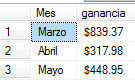 Mes ganancia
1 Marzo $839.37
2 Abril $317.98
3 Mayo $448.95